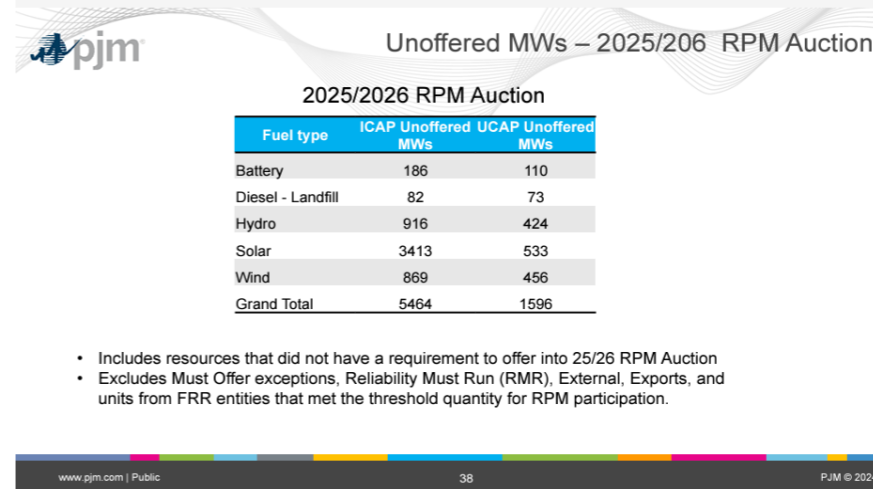 pjm
Unoffered MWs – 2025/206 RPM Auction
2025/2026 RPM Auction
Fuel type ICAP Unoffered MWs UCAP Unoffered MWs
Battery 186 110
Diesel - Landfill 82 73
Hydro 916 424
Solar 3413 533
Wind 869 456
Grand Total 5464 1596
• Includes resources that did not have a requirement to offer into 25/26 RPM Auction
• Excludes Must Offer exceptions, Reliability Must Run (RMR), External, Exports, and
units from FRR entities that met the threshold quantity for RPM participation.
www.pjm.com | Public 38 PJM © 202